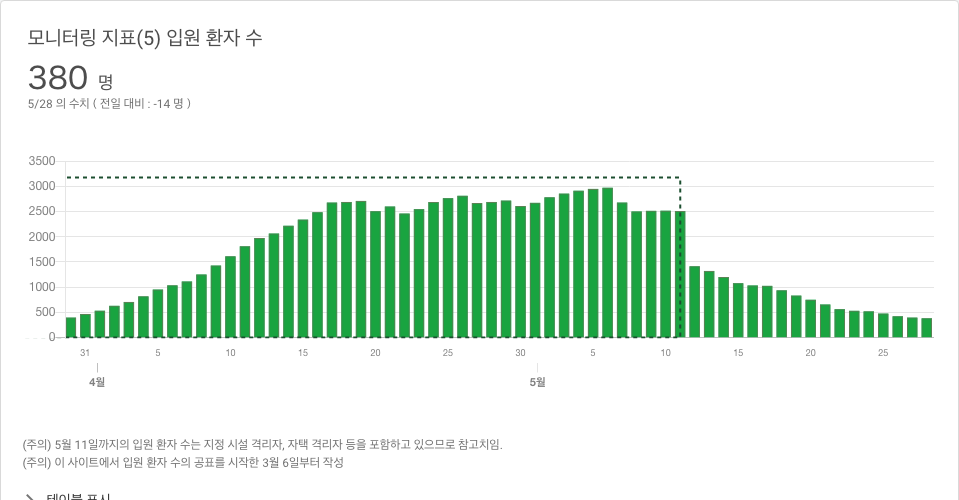 모니터링 지표(5) 입원 환자 수
380 명
5/28 의 수치 ( 전일 대비 : -14 명 )
3500
3000
2500
2000
1500
1000
500
0
31 5 10 15 20 25 30 5 10 15 20 25
4월 5월
(주의) 5월 11일까지의 입원 환자 수는 지정 시설 격리자, 자택 격리자 등을 포함하고 있으므로 참고치임.
(주의) 이 사이트에서 입원 환자 수의 공표를 시작한 3월 6일부터 작성
테이블 표시